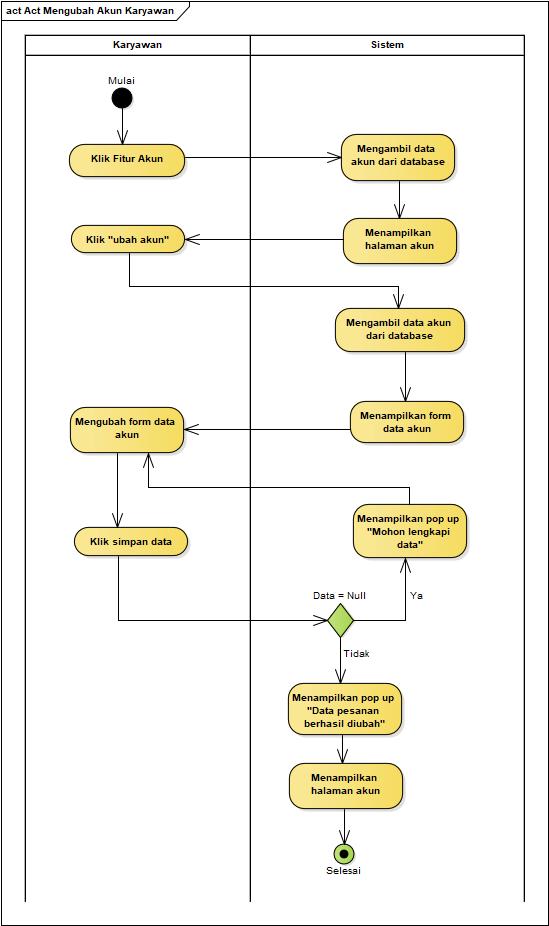 act Act Mengubah Akun Karyawan
Karyawan
Sistem
Mulai
Klik Fitur Akun
Mengambil data
akun dari database
Menampilkan
halaman akun
Klik "ubah akun"
Mengambil data akun
dari database
Menampilkan form
data akun
Mengubah form data
akun
Menampilkan pop up
"Mohon lengkapi
data"
Klik simpan data
Data = Null
Ya
Tidak
Menampilkan pop up
"Data pesanan
berhasil diubah"
Menampilkan
halaman akun
Selesai